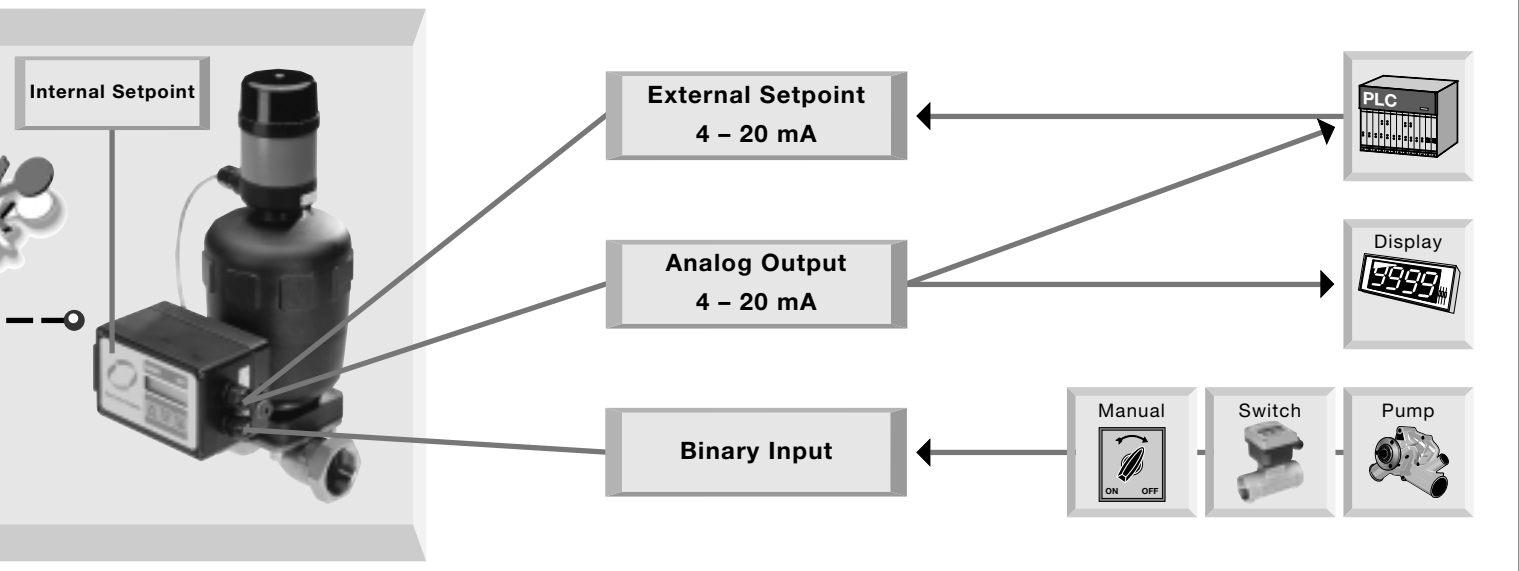 Internal Setpoint
External Setpoint
4 – 20 mA
PLC
Analog Output
4 – 20 mA
Display
9999
Binary Input
Manual
ON OFF
Switch
Pump